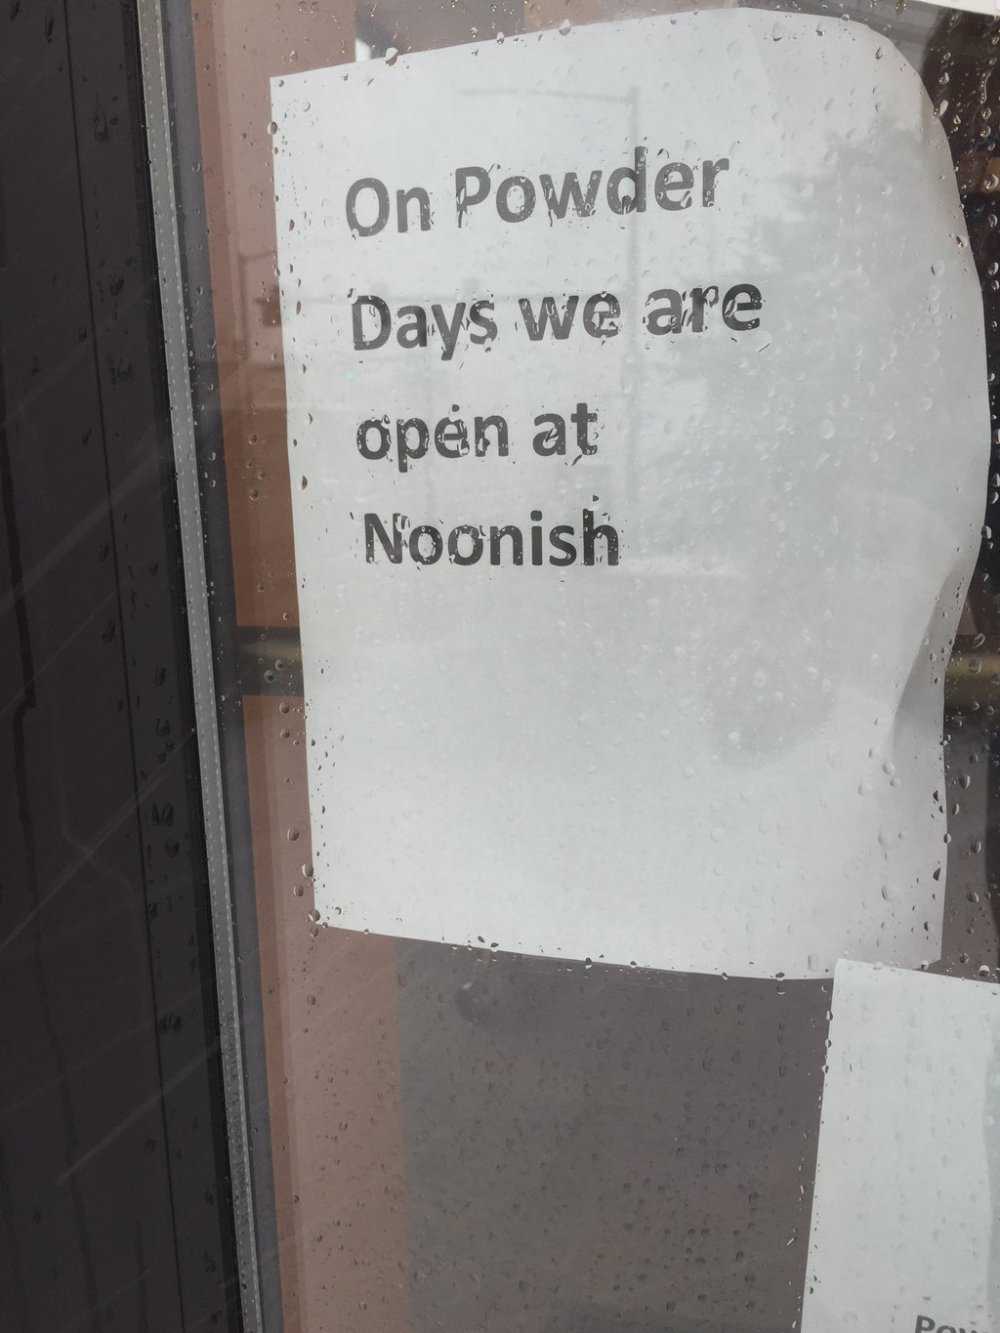 On Powder
Days we are
open at
Noonish